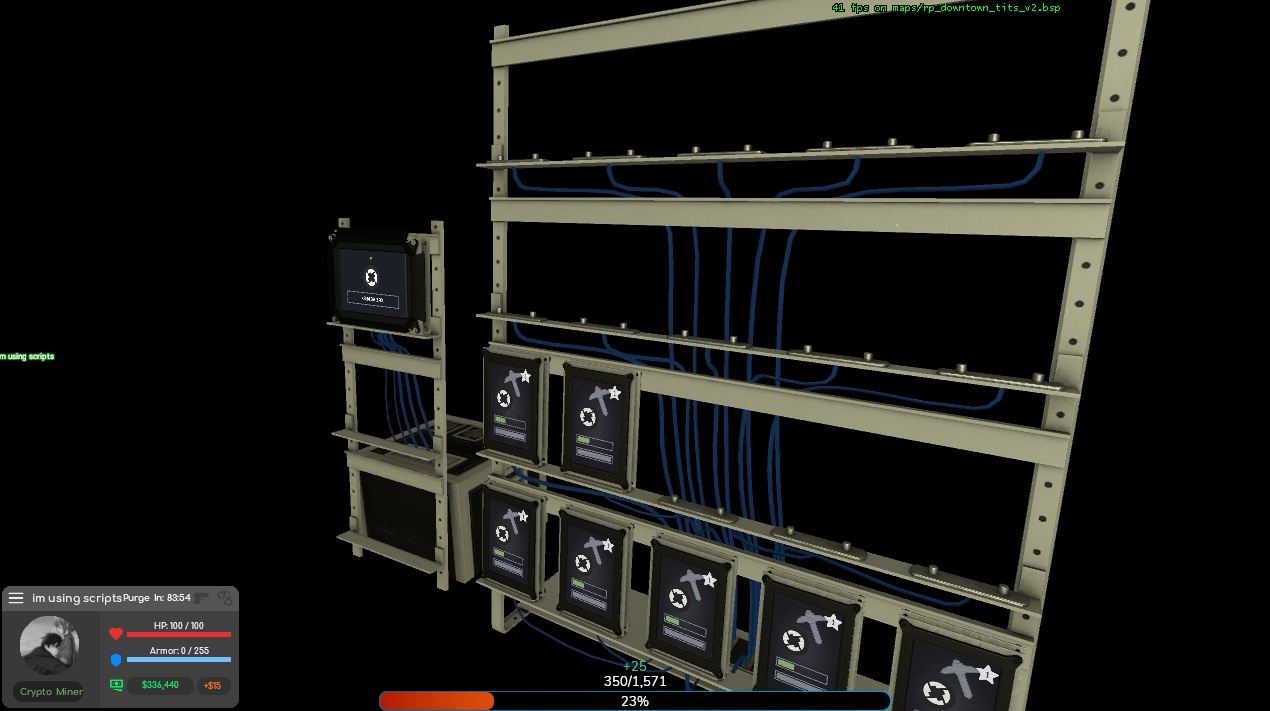 41 fps on maps/rp_downtown_tits_v2.bsp
m using scripts
im using scripts Purge In: 83:54
HP: 100 / 100
Armor: 0 / 255
$336,440 +$15
Crypto Miner
+25
350/1,571
23%